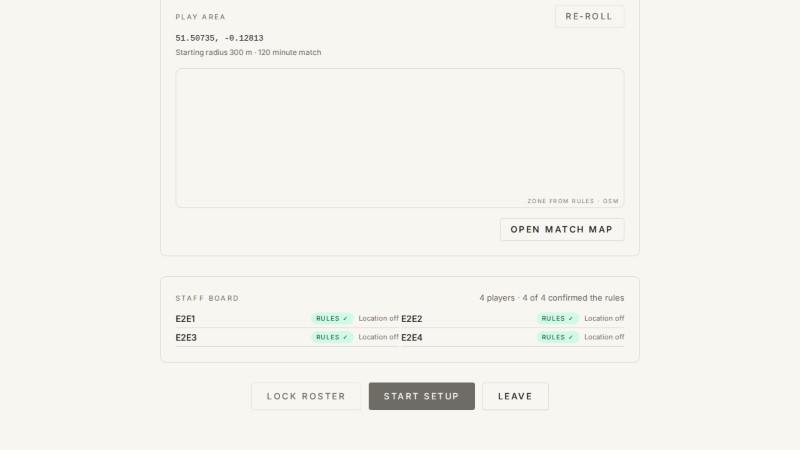 PLAY AREA RE-ROLL
51.50735, -0.12813
Starting radius 300 m · 120 minute match
ZONE FROM RULES · OSM
OPEN MATCH MAP
STAFF BOARD 4 players · 4 of 4 confirmed the rules
E2E1 RULES ✓ Location off E2E2 RULES ✓ Location off
E2E3 RULES ✓ Location off E2E4 RULES ✓ Location off
LOCK ROSTER START SETUP LEAVE